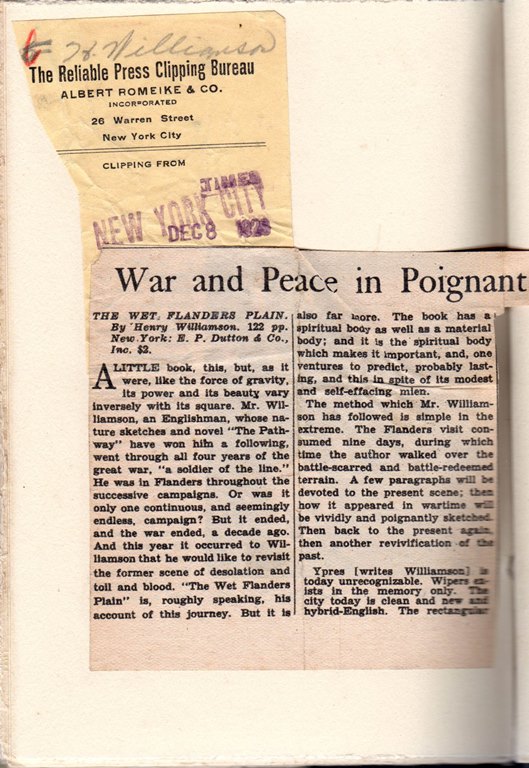 H Williamson
The Reliable Press Clipping Bureau
ALBERT ROMEIKE & CO.
INCORPORATED
26 Warren Street
New York City
CLIPPING FROM
TIMES
NEW YORK CITY
DEC 8 1929
War and Peace in Poignant
THE WET FLANDERS PLAIN.
By Henry Williamson. 122 pp.
New York: E. P. Dutton & Co.,
Inc. $2.
A LITTLE book, this, but, as it
were, like the force of gravity,
its power and its beauty vary
inversely with its square. Mr. Wil-
liamson, an Englishman, whose na-
ture sketches and novel "The Path-
way" have won him a following,
went through all four years of the
great war, "a soldier of the line."
He was in Flanders throughout the
successive campaigns. Or was it
only one continuous, and seemingly
endless, campaign? But it ended,
and the war ended, a decade ago.
And this year it occurred to Wil-
liamson that he would like to revisit
the former scene of desolation and
toil and blood. "The Wet Flanders
Plain" is, roughly speaking, his
account of this journey. But it is
also far more. The book has a
spiritual body as well as a material
body; and it is the spiritual body
which makes it important, and, one
ventures to predict, probably last-
ing, and this in spite of its modest
and self-effacing mien.
The method which Mr. William-
son has followed is simple in the
extreme. The Flanders visit con-
sumed nine days, during which
time the author walked over the
battle-scarred and battle-redeemed
terrain. A few paragraphs will be
devoted to the present scene; then
how it appeared in wartime will
be vividly and poignantly sketched.
Then back to the present again,
then another revivification of the
past.
Ypres [writes Williamson] is
today unrecognizable. Wipers ex-
ists in the memory only. The
city today is clean and new and
hybrid-English. The rectangular